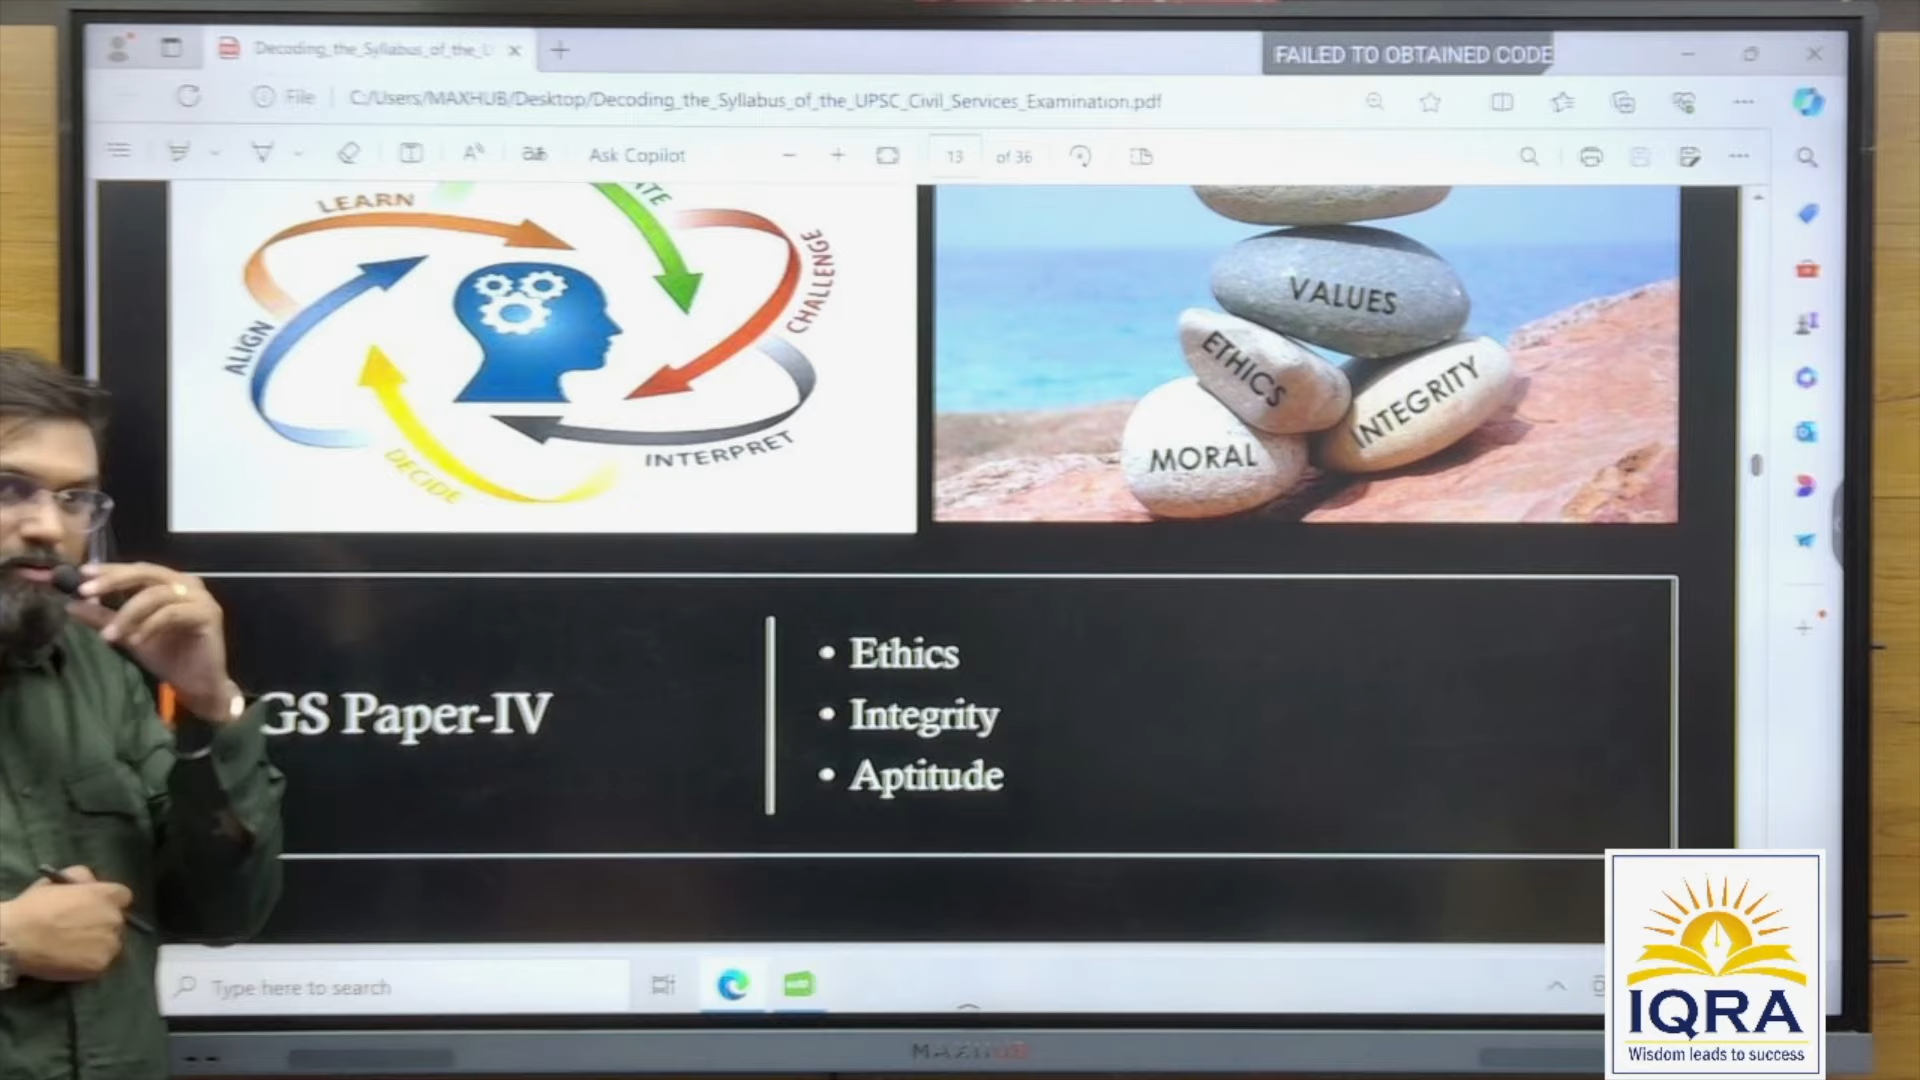 Decoding_the_Syllabus_of_the_U
FAILED TO OBTAINED CODE
File
C:/Users/MAXHUB/Desktop/Decoding_the_Syllabus_of_the_UPSC_Civil_Services_Examination.pdf
Ask Copilot
13 of 36
LEARN
ATE
CHALLENGE
ALIGN
DECIDE
INTERPRET
VALUES
ETHICS
INTEGRITY
MORAL
GS Paper-IV
• Ethics
• Integrity
• Aptitude
Type here to search
MAXHUB
IQRA
Wisdom leads to success